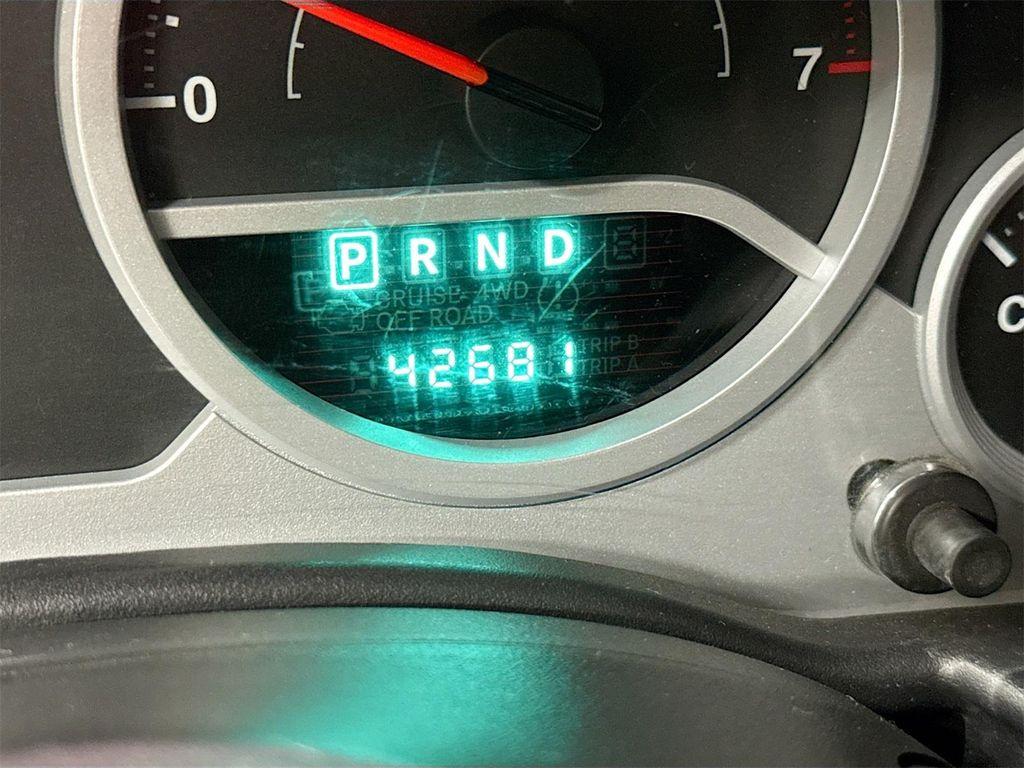 0
7
P R N D
CRUISE 4WD
OFF ROAD
TRIP B
42681
TRIP A
C